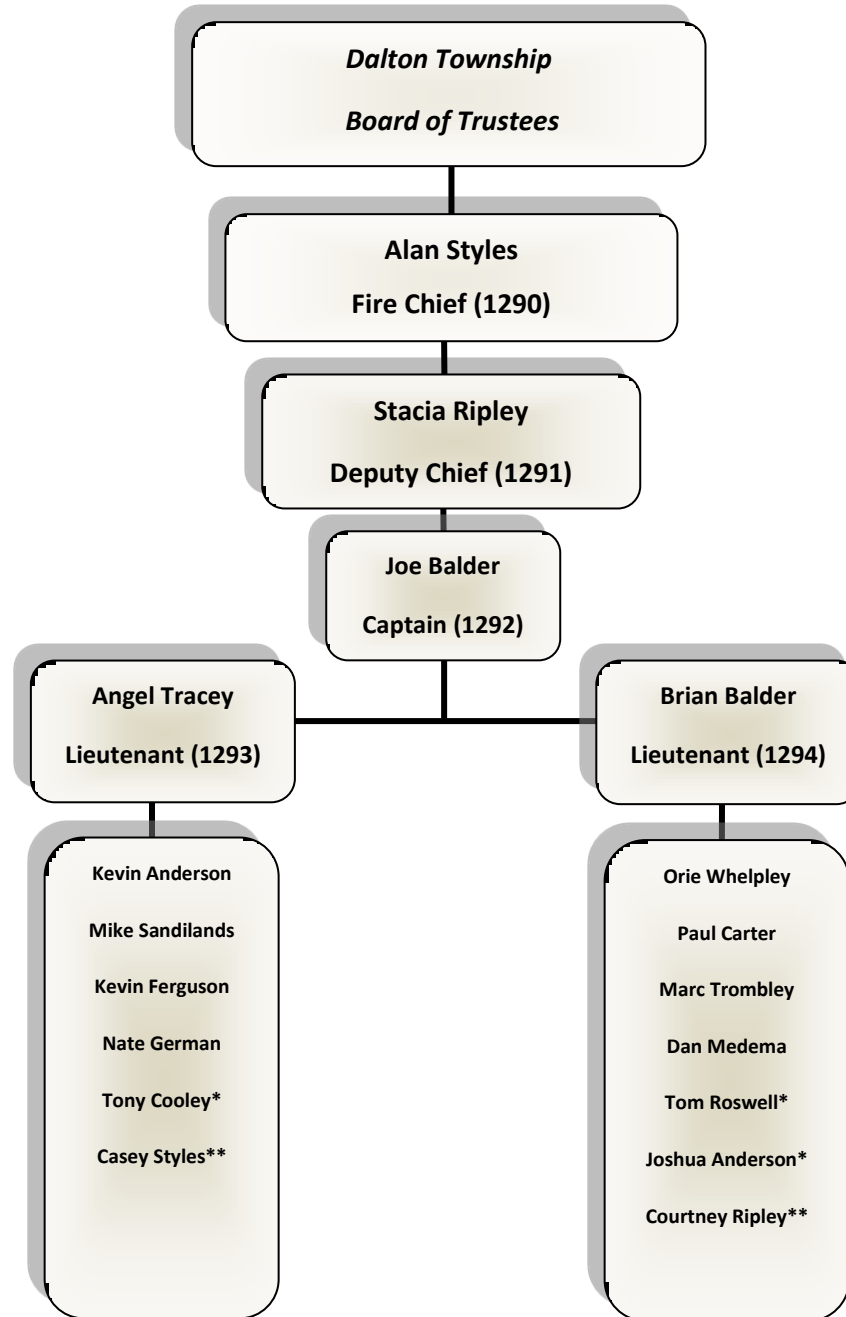 Dalton Township
Board of Trustees
Alan Styles
Fire Chief (1290)
Stacia Ripley
Deputy Chief (1291)
Joe Balder
Captain (1292)
Angel Tracey
Lieutenant (1293)
Brian Balder
Lieutenant (1294)
Kevin Anderson
Mike Sandilands
Kevin Ferguson
Nate German
Tony Cooley*
Casey Styles**
Orie Whelpley
Paul Carter
Marc Trombley
Dan Medema
Tom Roswell*
Joshua Anderson*
Courtney Ripley**